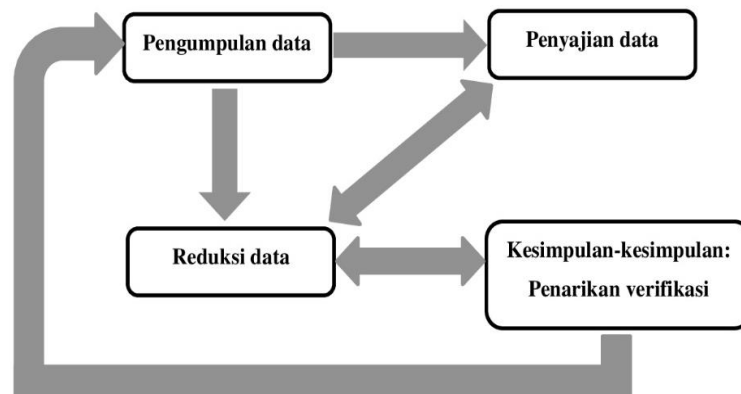 Pengumpulan data
Penyajian data
Reduksi data
Kesimpulan-kesimpulan:
Penarikan verifikasi